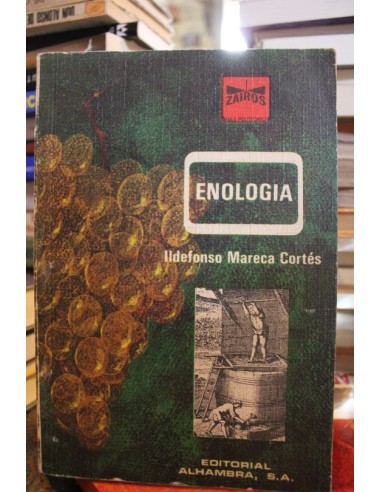 ZAIROS
ENOLOGIA
Ildefonso Mareca Cortés
EDITORIAL
ALHAMBRA, S.A.